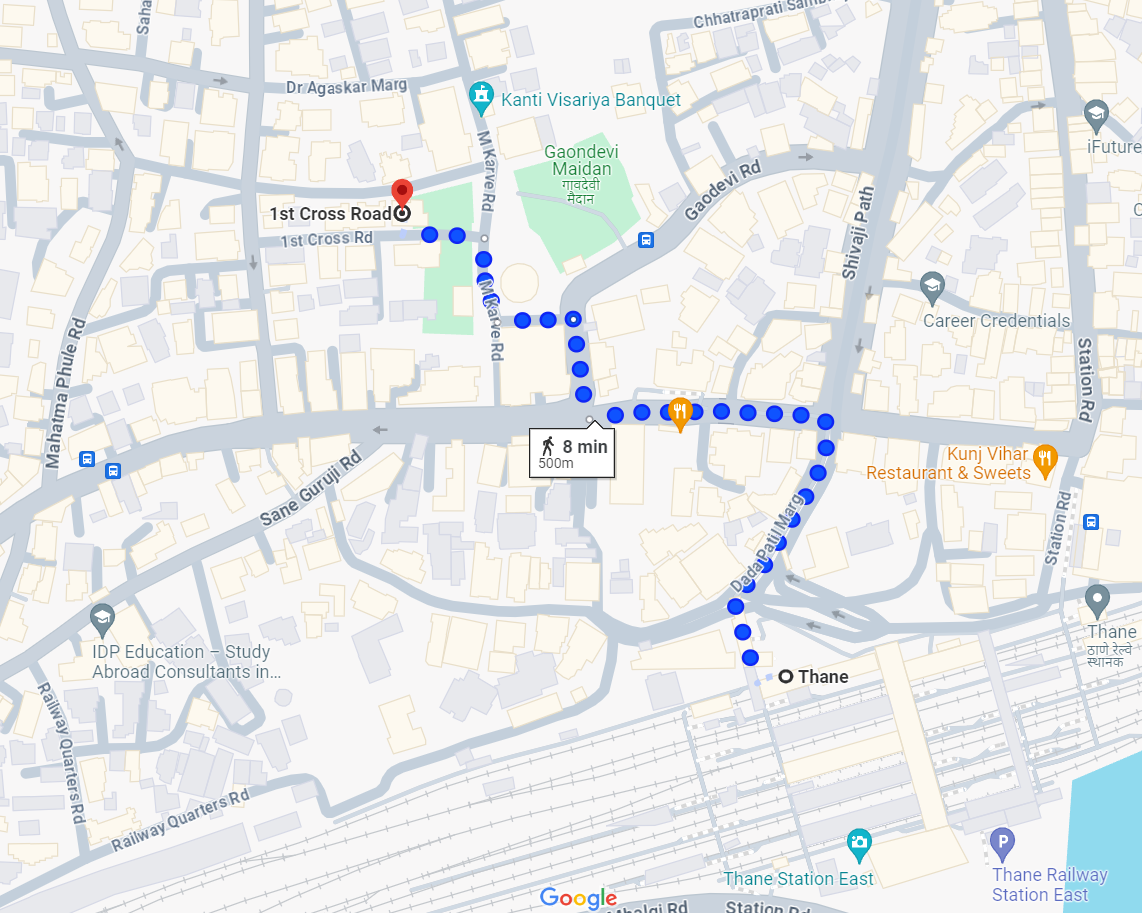 Chhatraprati
Dr Agaskar Marg
Kanti Visariya Banquet
M Karve Rd
Gaondevi
Maidan
गावदेवी
मैदान
iFuture
Gaodevi Rd
Shivaji Path
1st Cross Road
1st Cross Rd
M Karve Rd
Career Credentials
Mahatma Phule Rd
Station Rd
8 min
500m
Kunj Vihar
Restaurant & Sweets
Sane Guruji Rd
Station Rd
Dada Patil Marg
IDP Education – Study
Abroad Consultants in...
Thane
ठाणे रेल्वे
स्थानक
Thane
Railway Quarters Rd
Railway Quarters Rd
P
Thane Station East
Thane Railway
Station East
Google
Station Rd